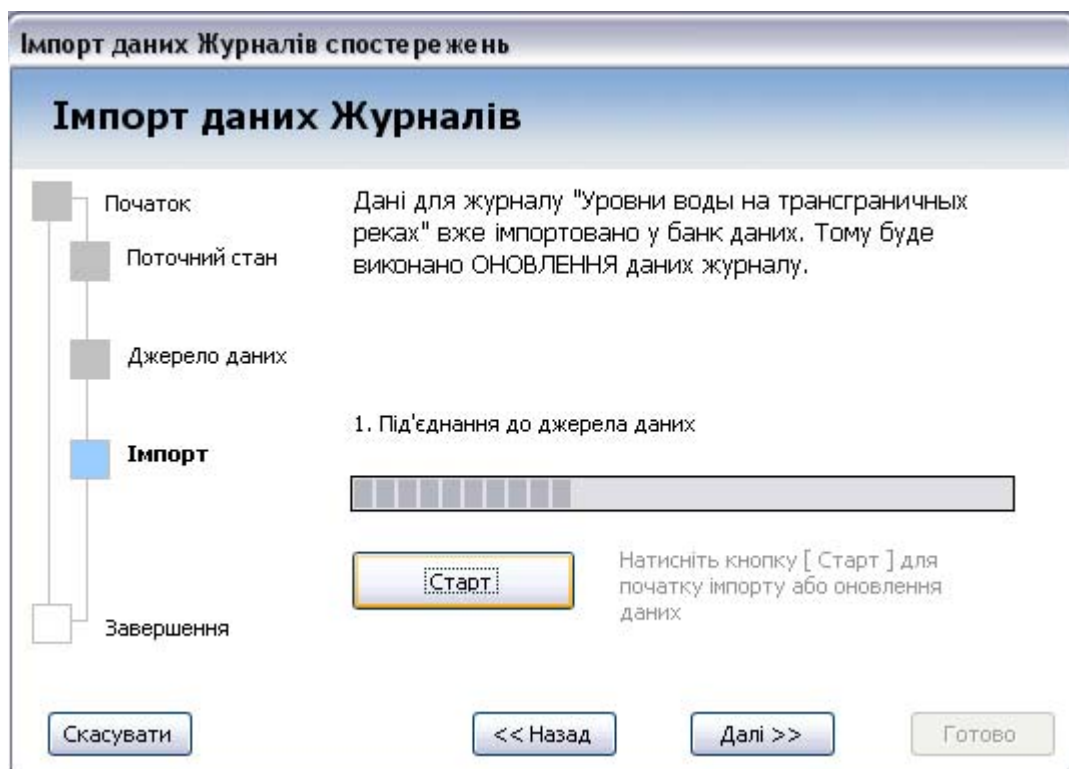 Імпорт даних Журналів спостережень
Імпорт даних Журналів
Початок
Поточний стан
Джерело даних
Імпорт
Завершення
Дані для журналу "Уровни воды на трансграничных
реках" вже імпортовано у банк даних. Тому буде
виконано ОНОВЛЕННЯ даних журналу.
1. Під'єднання до джерела даних
Старт
Натисніть кнопку [ Старт ] для
початку імпорту або оновлення
даних
Скасувати
<< Назад
Далі >>
Готово